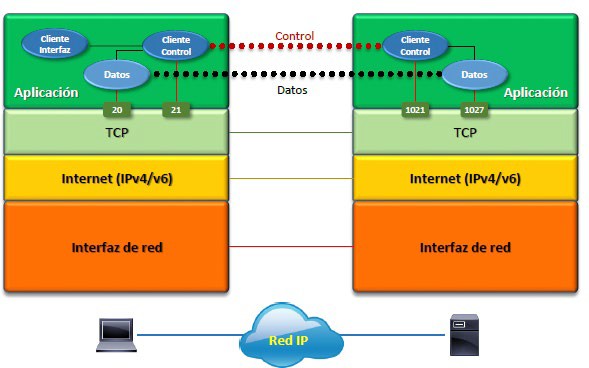 Control
Cliente
Interfaz
Cliente
Control
Cliente
Control
Datos
Datos
Aplicación
Datos
Aplicación
20
21
1021
1027
TCP
TCP
Internet (IPv4/v6)
Internet (IPv4/v6)
Interfaz de red
Interfaz de red
Red IP